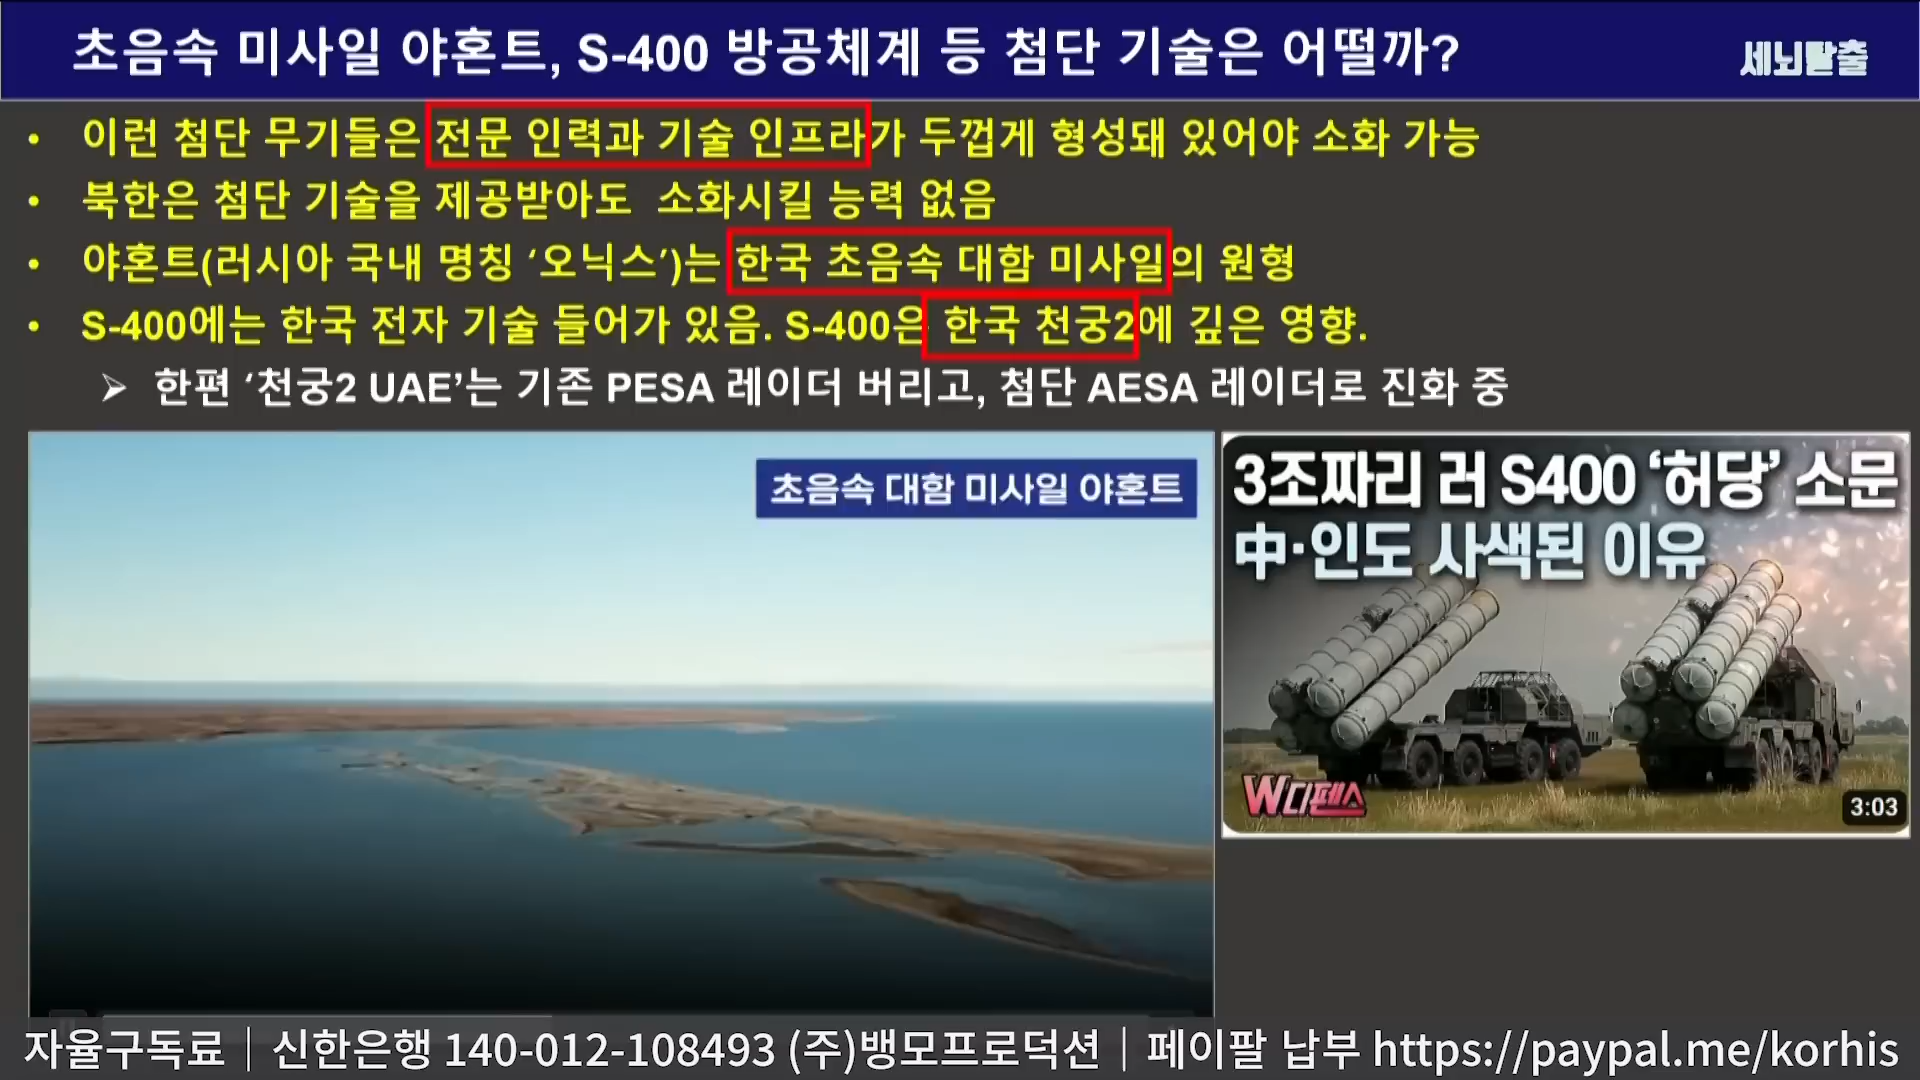 초음속 미사일 야혼트, S-400 방공체계 등 첨단 기술은 어떨까?
세뇌탈출
• 이런 첨단 무기들은 전문 인력과 기술 인프라가 두껍게 형성돼 있어야 소화 가능
• 북한은 첨단 기술을 제공받아도 소화시킬 능력 없음
• 야혼트(러시아 국내 명칭 ‘오닉스’)는 한국 초음속 대함 미사일의 원형
• S-400에는 한국 전자 기술 들어가 있음. S-400은 한국 천궁2에 깊은 영향.
➢ 한편 ‘천궁2 UAE’는 기존 PESA 레이더 버리고, 첨단 AESA 레이더로 진화 중
초음속 대함 미사일 야혼트
3조짜리 러 S400 ‘허당’ 소문
中·인도 사색된 이유
W디펜스
3:03
자율구독료｜신한은행 140-012-108493 (주)뱅모프로덕션｜페이팔 납부 https://paypal.me/korhis